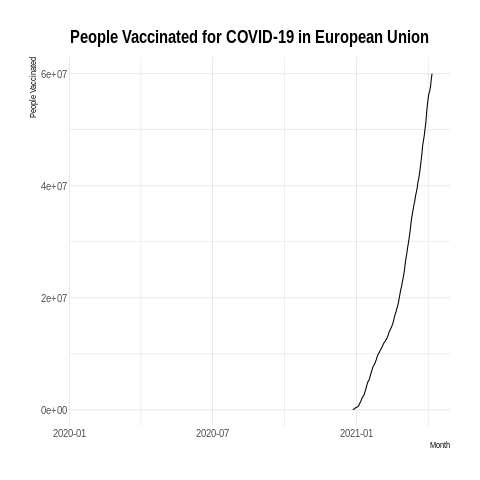 People Vaccinated for COVID-19 in European Union
People Vaccinated
6e+07
4e+07
2e+07
0e+00
2020-01 2020-07 2021-01
Month